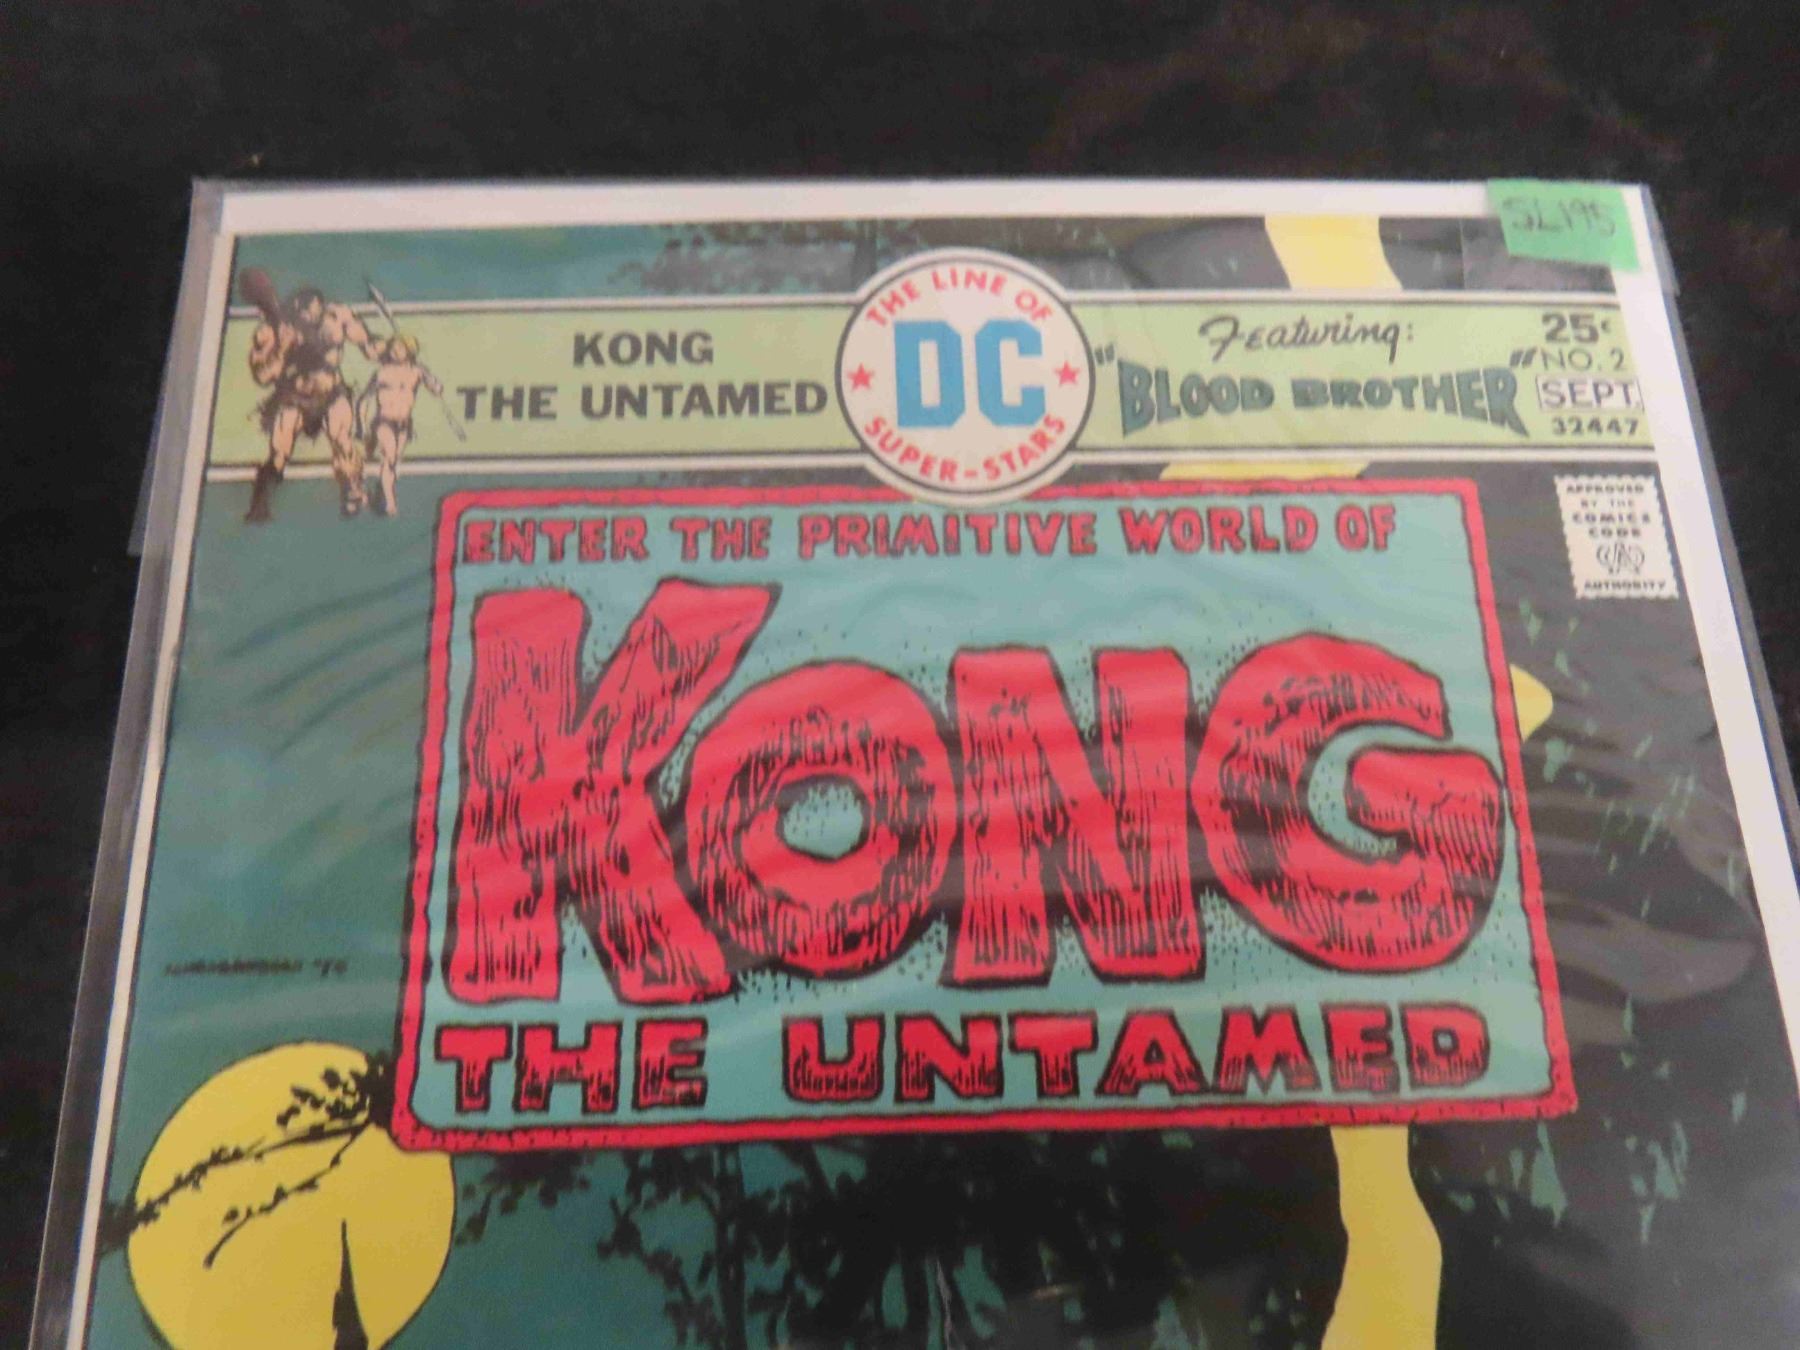 SL195
KONG
THE UNTAMED
THE LINE OF
DC
SUPER-STARS
Featuring:
"BLOOD BROTHER"
25¢
NO. 2
SEPT.
32447
APPROVED
BY THE
COMICS
CODE
CA
AUTHORITY
ENTER THE PRIMITIVE WORLD OF
KONG
THE UNTAMED